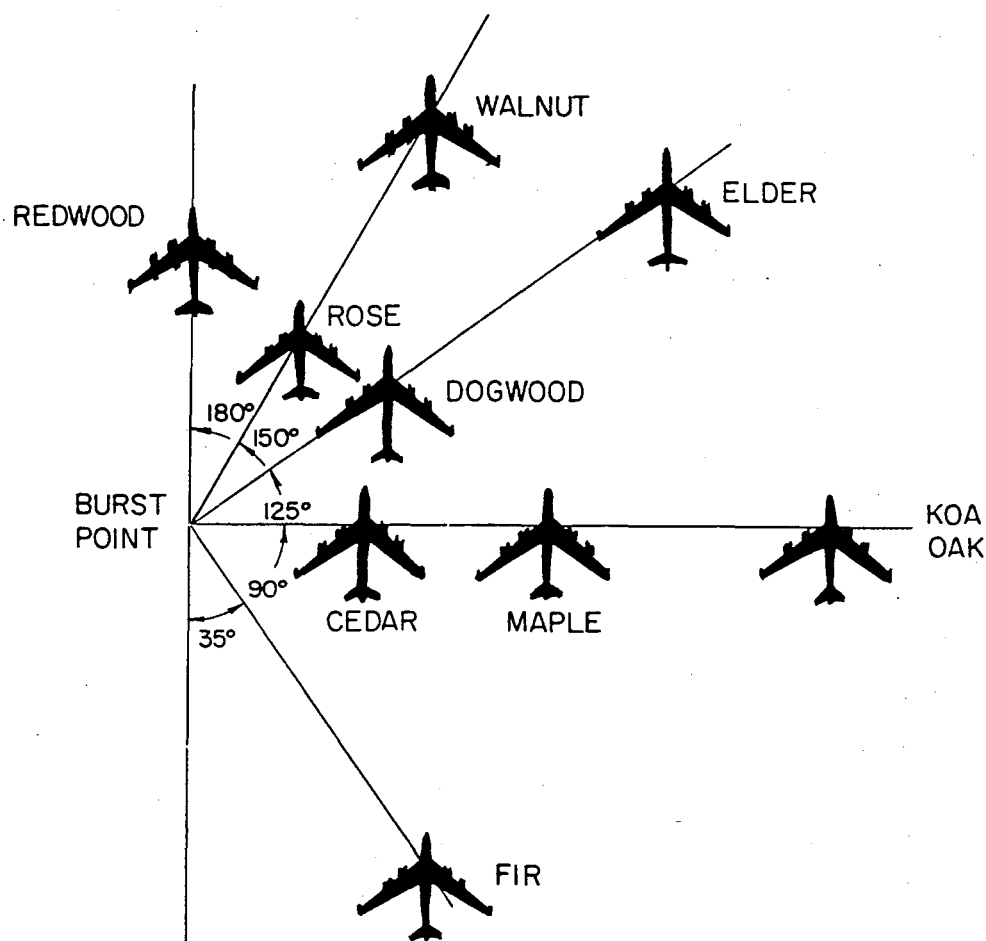 WALNUT
ELDER
REDWOOD
ROSE
DOGWOOD
180°
150°
BURST
POINT
125°
KOA
OAK
90°
CEDAR
MAPLE
35°
FIR